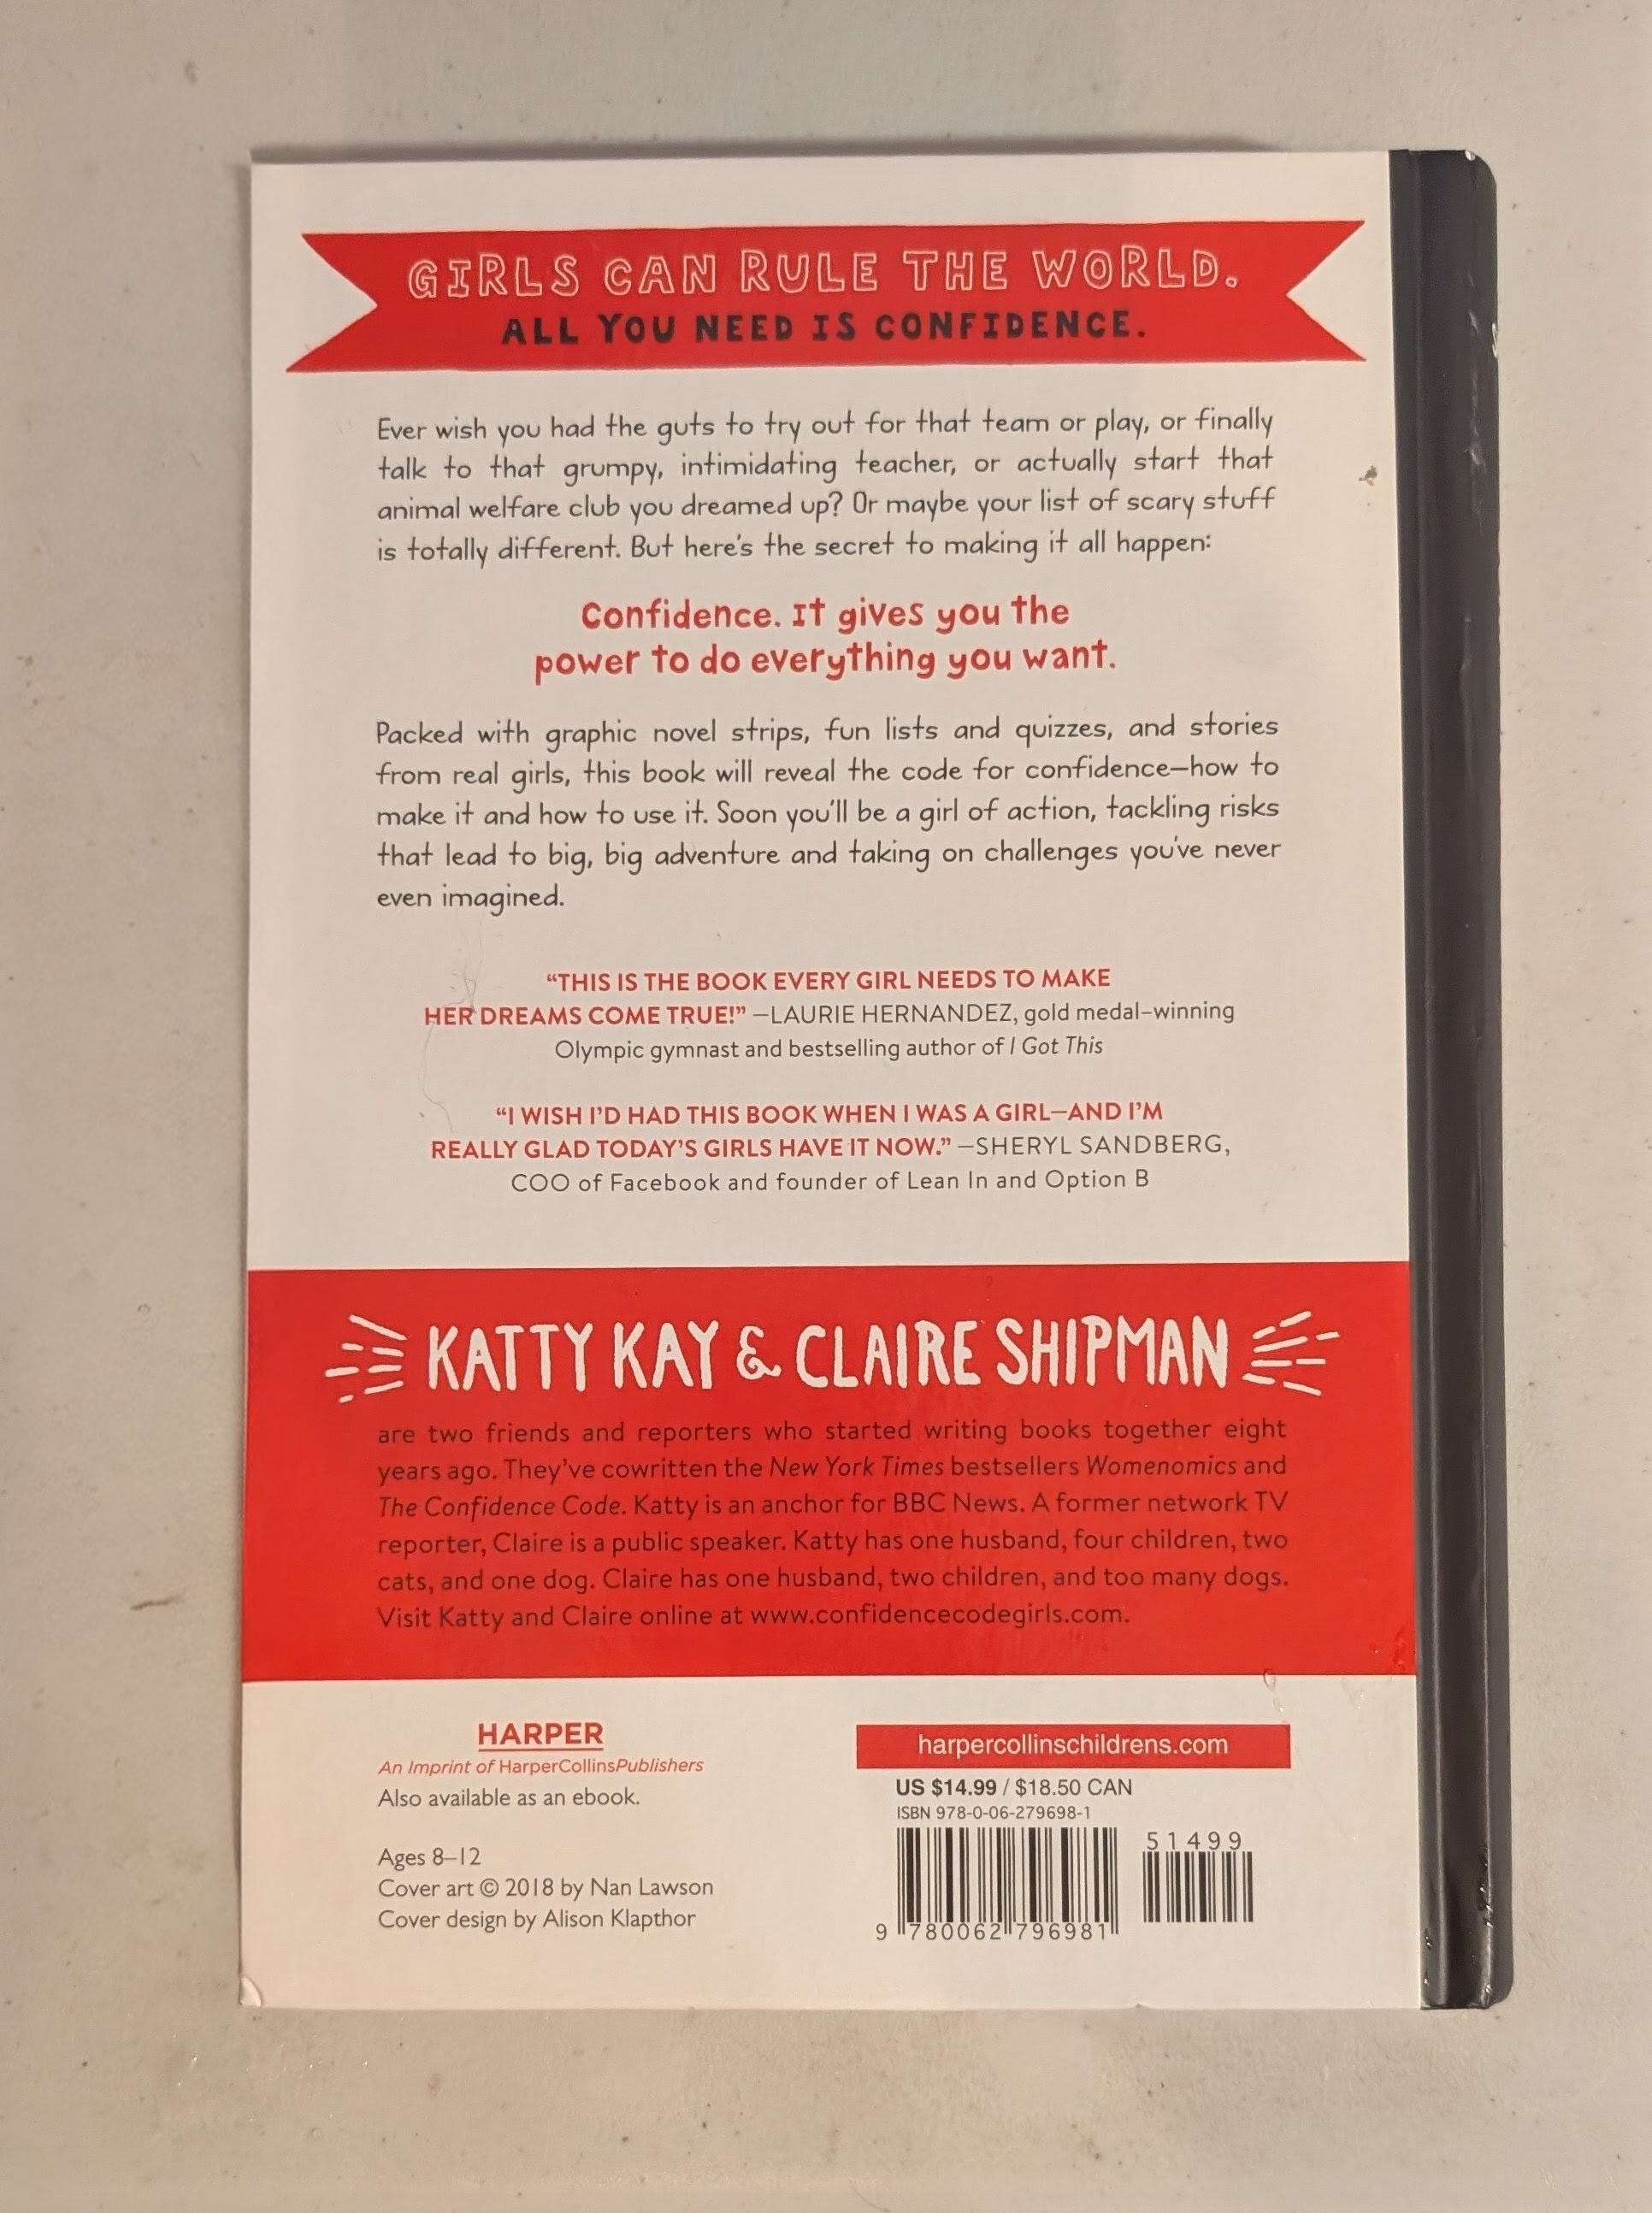 GIRLS CAN RULE THE WORLD.
ALL YOU NEED IS CONFIDENCE.
Ever wish you had the guts to try out for that team or play, or finally
talk to that grumpy, intimidating teacher, or actually start that
animal welfare club you dreamed up? Or maybe your list of scary stuff
is totally different. But here's the secret to making it all happen:
Confidence. It gives you the
power to do everything you want.
Packed with graphic novel strips, fun lists and quizzes, and stories
from real girls, this book will reveal the code for confidence—how to
make it and how to use it. Soon you'll be a girl of action, tackling risks
that lead to big, big adventure and taking on challenges you've never
even imagined.
“THIS IS THE BOOK EVERY GIRL NEEDS TO MAKE
HER DREAMS COME TRUE!” —LAURIE HERNANDEZ, gold medal–winning
Olympic gymnast and bestselling author of I Got This
“I WISH I’D HAD THIS BOOK WHEN I WAS A GIRL—AND I’M
REALLY GLAD TODAY’S GIRLS HAVE IT NOW.” —SHERYL SANDBERG,
COO of Facebook and founder of Lean In and Option B
KATTY KAY & CLAIRE SHIPMAN
are two friends and reporters who started writing books together eight
years ago. They’ve cowritten the New York Times bestsellers Womenomics and
The Confidence Code. Katty is an anchor for BBC News. A former network TV
reporter, Claire is a public speaker. Katty has one husband, four children, two
cats, and one dog. Claire has one husband, two children, and too many dogs.
Visit Katty and Claire online at www.confidencecodegirls.com.
HARPER
An Imprint of HarperCollinsPublishers
Also available as an ebook.
Ages 8–12
Cover art © 2018 by Nan Lawson
Cover design by Alison Klapthor
harpercollinschildrens.com
US $14.99 / $18.50 CAN
ISBN 978-0-06-279698-1
51499
9 780062 796981